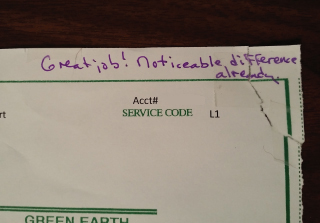 Great job! Noticeable difference
already.
Acct#
rt SERVICE CODE L1
GREEN EARTH